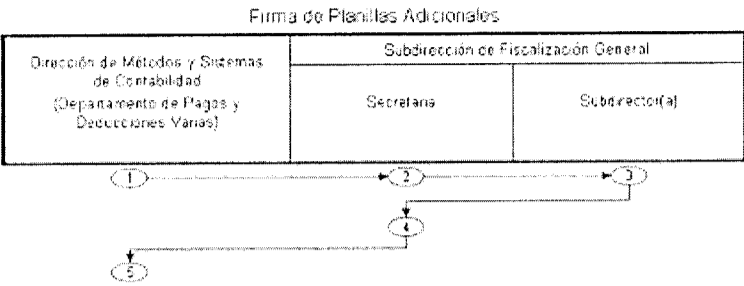 Firma de Planillas Adicionales
Dirección de Métodos y Sistemas
de Contabilidad
(Departamento de Pagos y
Deducciones Varias)
Subdirección de Fiscalización General
Secretaria
Subdirector(a)
1
2
3
4
5